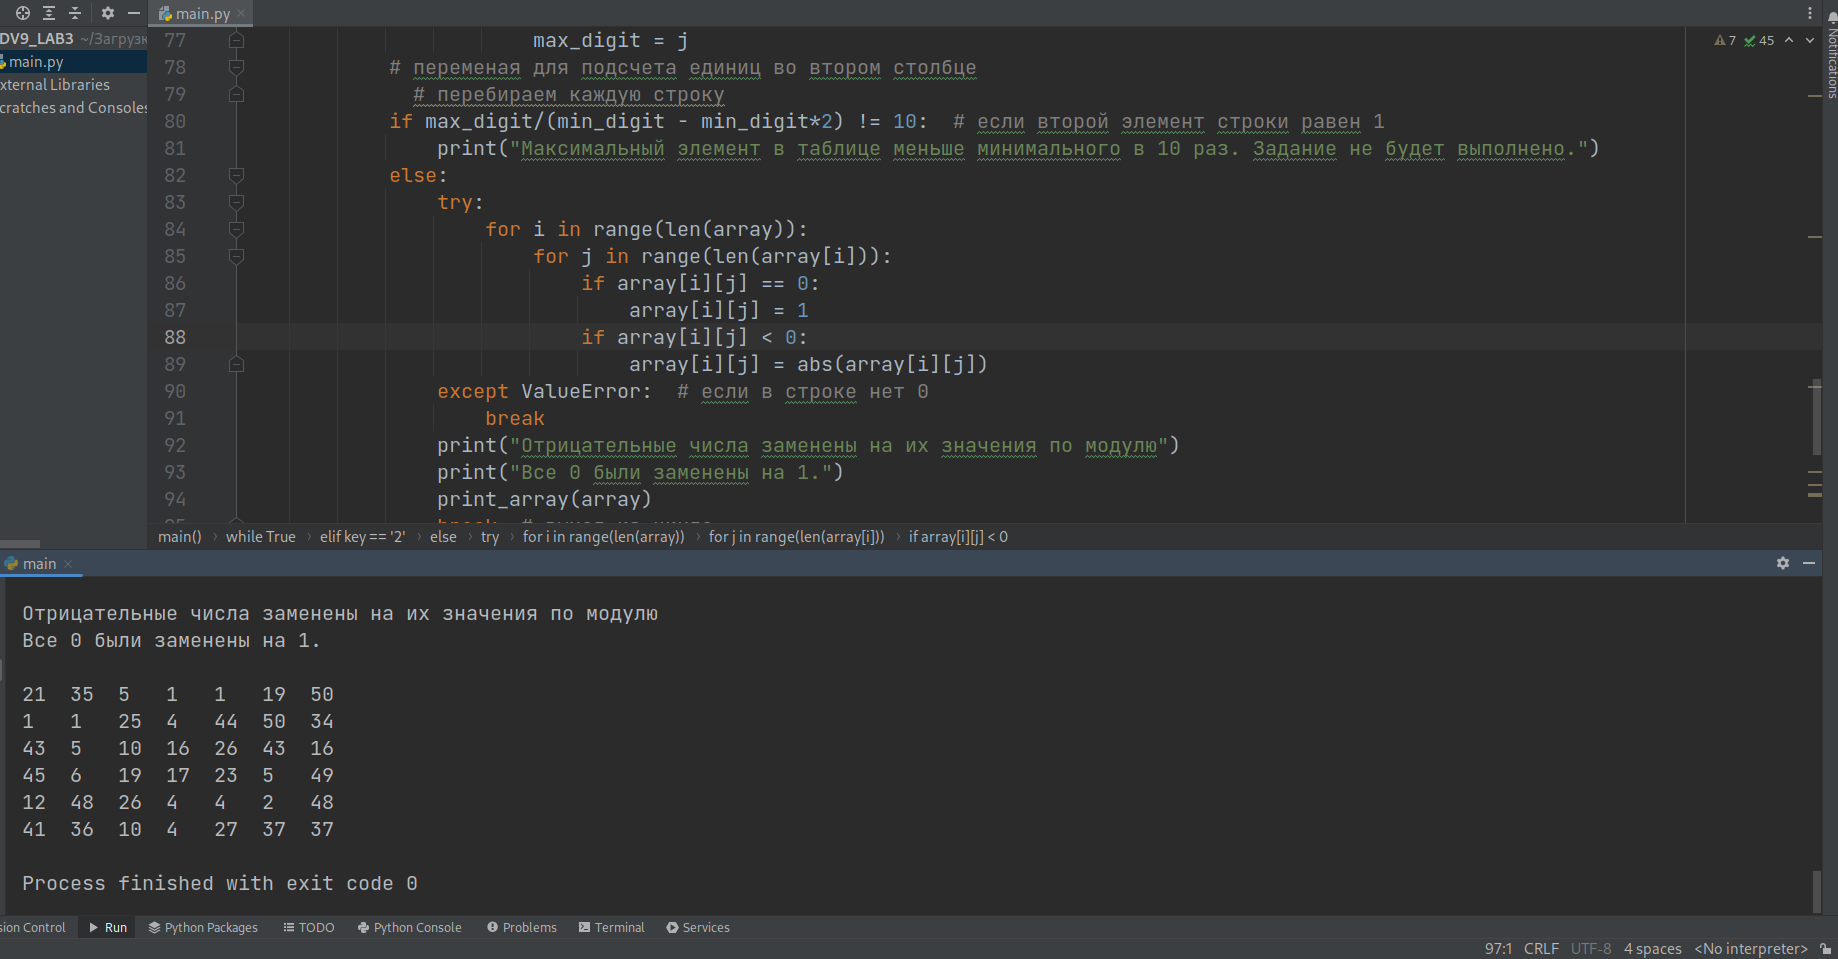 main.py
DV9_LAB3 ~/Загрузк
main.py
xternal Libraries
cratches and Consoles
7 45
Notifications
77 max_digit = j
78 # переменая для подсчета единиц во втором столбце
79 # перебираем каждую строку
80 if max_digit/(min_digit - min_digit*2) != 10:  # если второй элемент строки равен 1
81 print("Максимальный элемент в таблице меньше минимального в 10 раз. Задание не будет выполнено.")
82 else:
83 try:
84 for i in range(len(array)):
85 for j in range(len(array[i])):
86 if array[i][j] == 0:
87 array[i][j] = 1
88 if array[i][j] < 0:
89 array[i][j] = abs(array[i][j])
90 except ValueError:  # если в строке нет 0
91 break
92 print("Отрицательные числа заменены на их значения по модулю")
93 print("Все 0 были заменены на 1.")
94 print_array(array)
main() › while True › elif key == '2' › else › try › for i in range(len(array)) › for j in range(len(array[i])) › if array[i][j] < 0
main
Отрицательные числа заменены на их значения по модулю
Все 0 были заменены на 1.
21 35 5 1 1 19 50
1 1 25 4 44 50 34
43 5 10 16 26 43 16
45 6 19 17 23 5 49
12 48 26 4 4 2 48
41 36 10 4 27 37 37
Process finished with exit code 0
sion Control Run Python Packages TODO Python Console Problems Terminal Services
97:1 CRLF UTF-8 4 spaces <No interpreter>